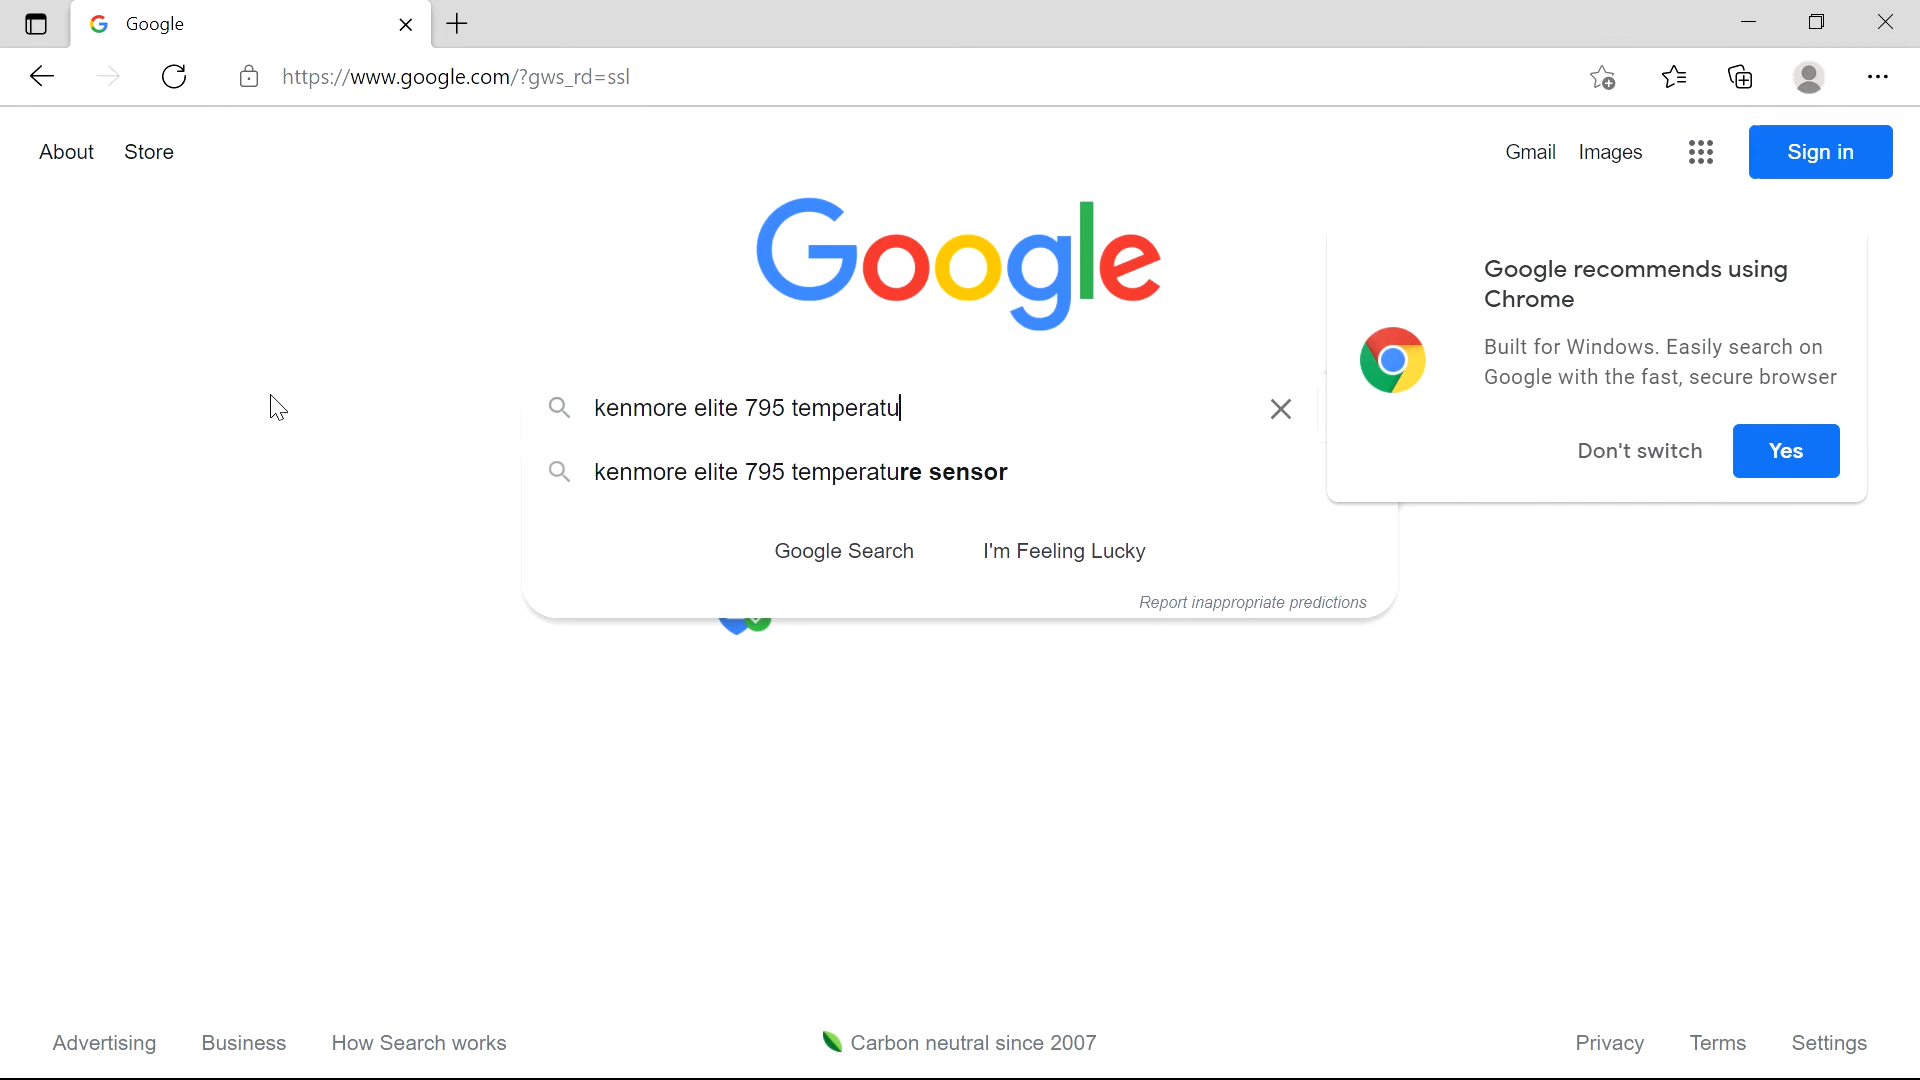 Google
https://www.google.com/?gws_rd=ssl
About Store
Gmail Images Sign in
Google
Google recommends using
Chrome
Built for Windows. Easily search on
Google with the fast, secure browser
Don't switch Yes
kenmore elite 795 temperatu
kenmore elite 795 temperature sensor
Google Search I'm Feeling Lucky
Report inappropriate predictions
Advertising Business How Search works
Carbon neutral since 2007
Privacy Terms Settings